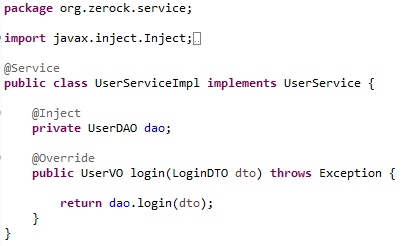 package org.zerock.service;
import javax.inject.Inject;
@Service
public class UserServiceImpl implements UserService {
@Inject
private UserDAO dao;
@Override
public UserVO login(LoginDTO dto) throws Exception {
return dao.login(dto);
}
}